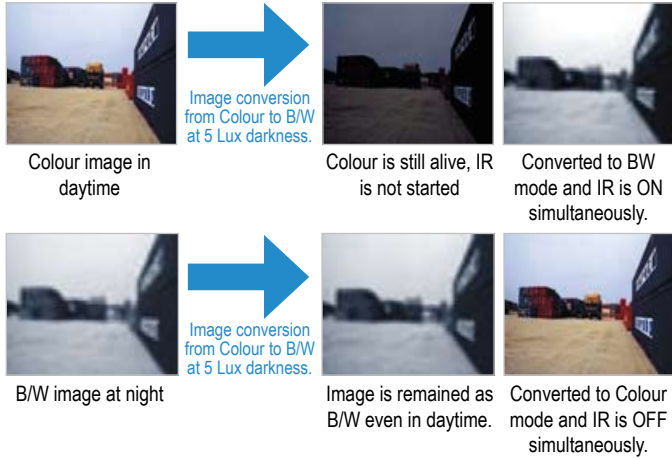 Image conversion
from Colour to B/W
at 5 Lux darkness.
Colour image in
daytime
Colour is still alive, IR
is not started
Converted to BW
mode and IR is ON
simultaneously.
Image conversion
from Colour to B/W
at 5 Lux darkness.
B/W image at night
Image is remained as
B/W even in daytime.
Converted to Colour
mode and IR is OFF
simultaneously.